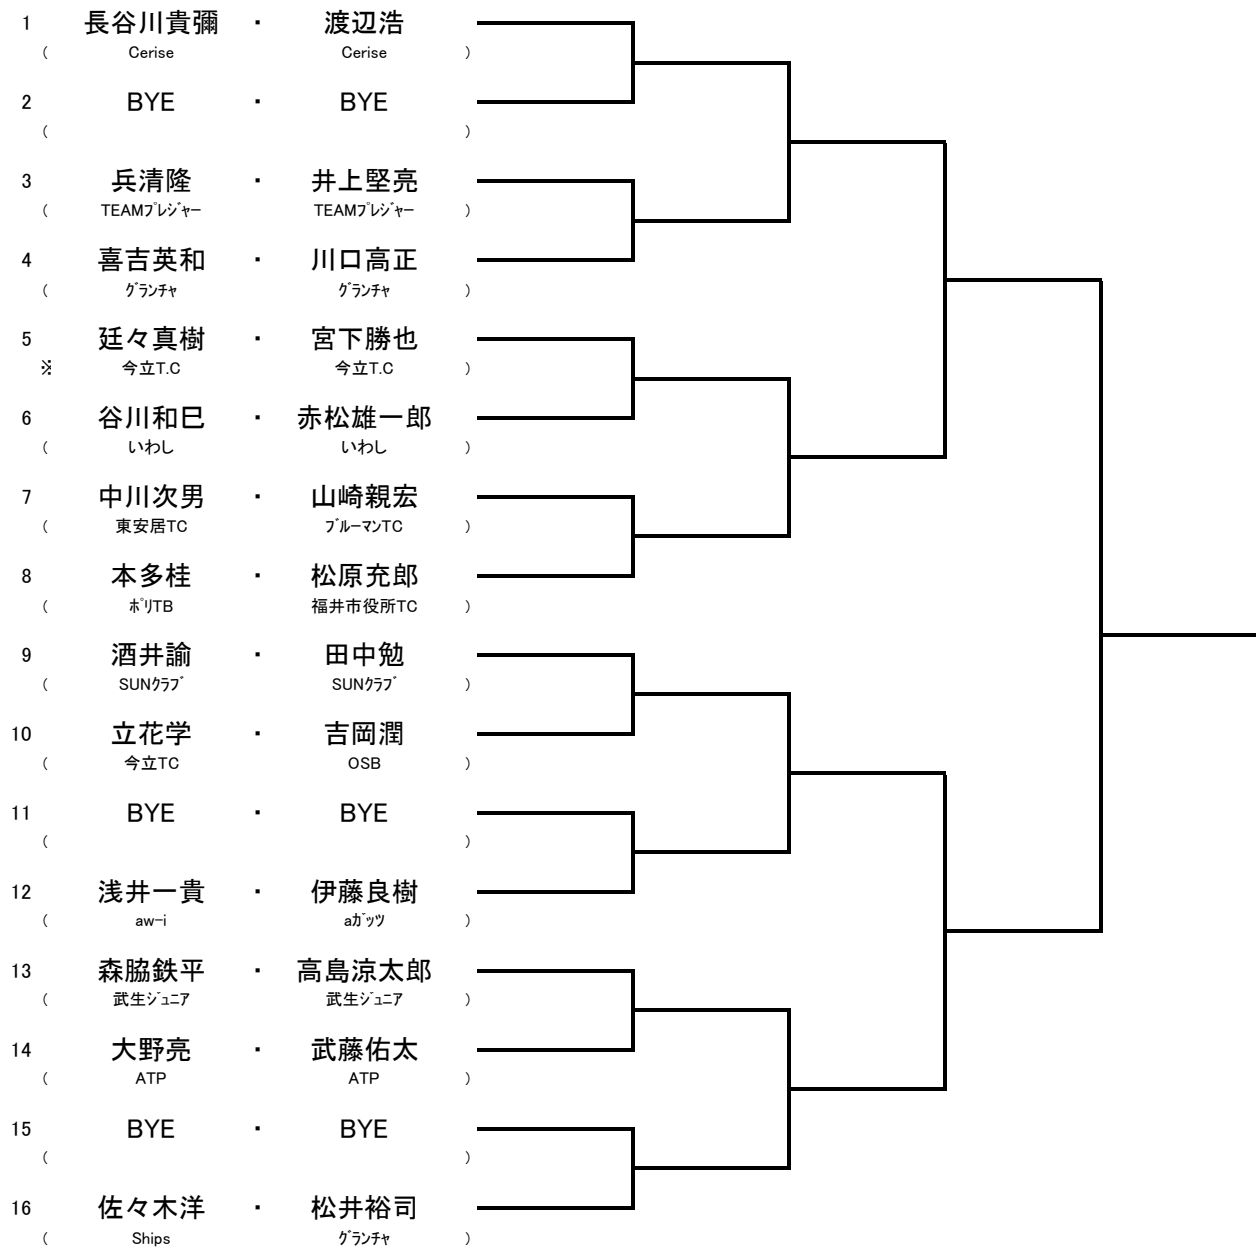 1 長谷川貴彌 ・ 渡辺浩
( Cerise Cerise )
2 BYE ・ BYE
( )
3 兵清隆 ・ 井上堅亮
( TEAMﾌﾟﾚｼﾞｬｰ TEAMﾌﾟﾚｼﾞｬｰ )
4 喜吉英和 ・ 川口高正
( ｸﾞﾗﾝﾁｬ ｸﾞﾗﾝﾁｬ )
5 廷々真樹 ・ 宮下勝也
※ 今立T.C 今立T.C )
6 谷川和巳 ・ 赤松雄一郎
( いわし いわし )
7 中川次男 ・ 山崎親宏
( 東安居TC ﾌﾞﾙｰﾏﾝTC )
8 本多桂 ・ 松原充郎
( ﾎﾟﾘTB 福井市役所TC )
9 酒井諭 ・ 田中勉
( SUNｸﾗﾌﾞ SUNｸﾗﾌﾞ )
10 立花学 ・ 吉岡潤
( 今立TC OSB )
11 BYE ・ BYE
( )
12 浅井一貴 ・ 伊藤良樹
( aw-i aｶﾞｯﾂ )
13 森脇鉄平 ・ 高島涼太郎
( 武生ｼﾞｭﾆｱ 武生ｼﾞｭﾆｱ )
14 大野亮 ・ 武藤佑太
( ATP ATP )
15 BYE ・ BYE
( )
16 佐々木洋 ・ 松井裕司
( Ships ｸﾞﾗﾝﾁｬ )